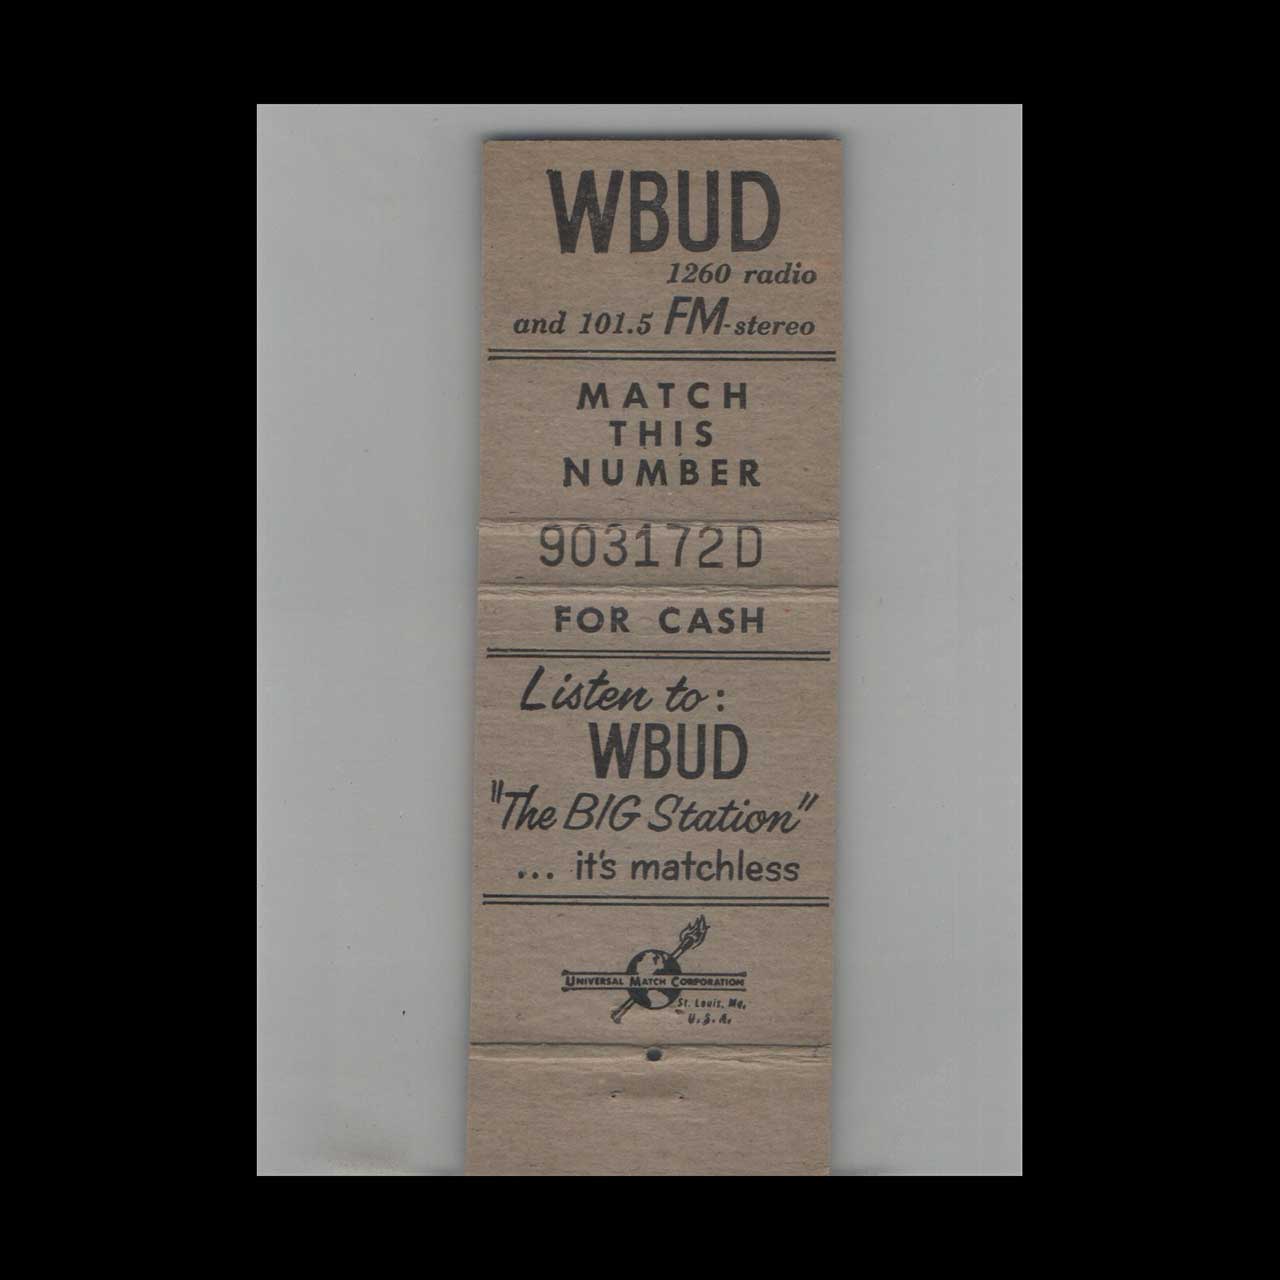 WBUD
1260 radio
and 101.5 FM-stereo
MATCH
THIS
NUMBER
903172D
FOR CASH
Listen to:
WBUD
"The BIG Station"
... it's matchless
UNIVERSAL MATCH CORPORATION
St. Louis, Mo.
U.S.A.